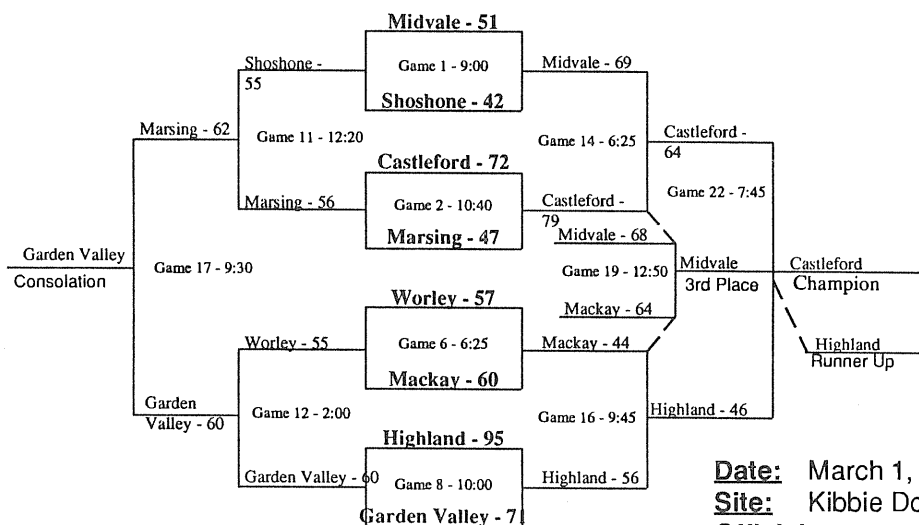 Midvale - 51
Shoshone -
55
Game 1 - 9:00
Midvale - 69
Shoshone - 42
Marsing - 62
Game 11 - 12:20
Game 14 - 6:25
Castleford -
64
Castleford - 72
Game 22 - 7:45
Marsing - 56
Game 2 - 10:40
Castleford -
79
Marsing - 47
Midvale - 68
Garden Valley
Consolation
Game 17 - 9:30
Game 19 - 12:50
Midvale
3rd Place
Castleford
Champion
Worley - 57
Mackay - 64
Worley - 55
Game 6 - 6:25
Mackay - 44
Highland
Runner Up
Mackay - 60
Garden
Valley - 60
Game 12 - 2:00
Game 16 - 9:45
Highland - 46
Highland - 95
Garden Valley - 60
Game 8 - 10:00
Highland - 56
Garden Valley - 71
Date: March 1,
Site: Kibbie